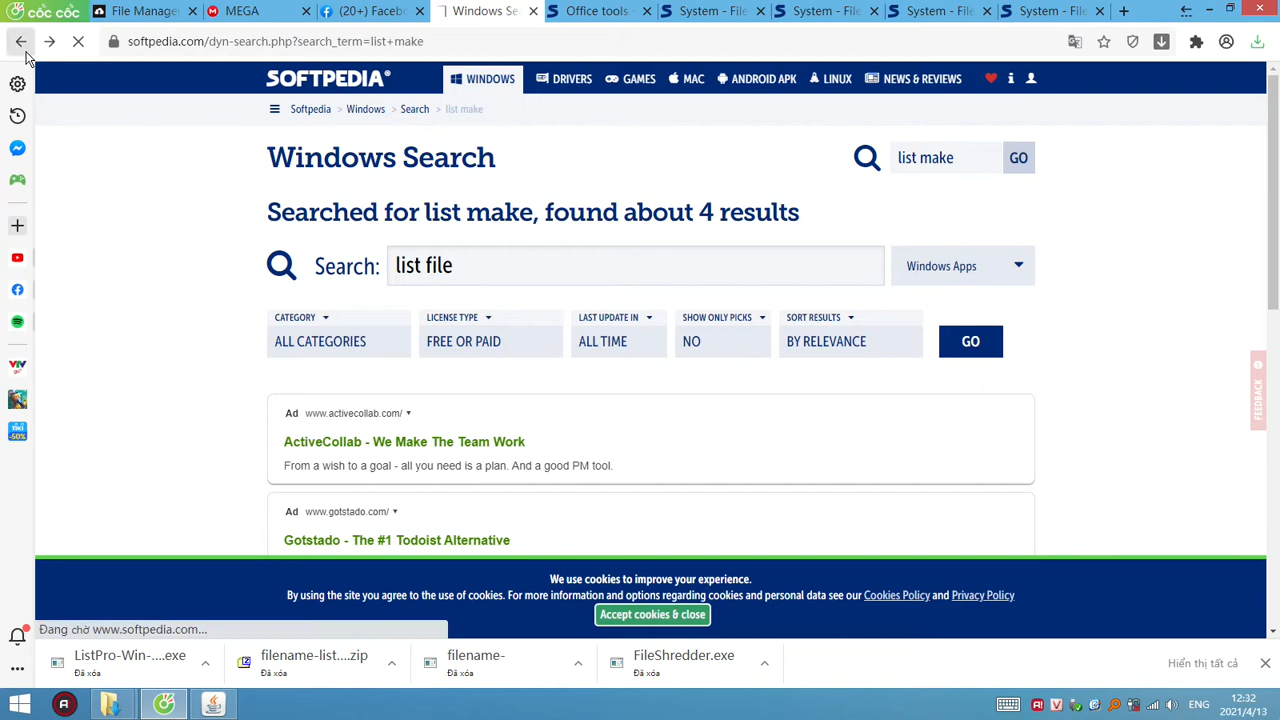 cốc cốc
File Manage
MEGA
(20+) Faceb
Windows Sea
Office tools -
System - File
System - File
System - File
System - File
softpedia.com/dyn-search.php?search_term=list+make
SOFTPEDIA®
WINDOWS
DRIVERS
GAMES
MAC
ANDROID APK
LINUX
NEWS & REVIEWS
Softpedia > Windows > Search > list make
Windows Search
list make
GO
Searched for list make, found about 4 results
Search:
list file
Windows Apps
CATEGORY
LICENSE TYPE
LAST UPDATE IN
SHOW ONLY PICKS
SORT RESULTS
ALL CATEGORIES
FREE OR PAID
ALL TIME
NO
BY RELEVANCE
GO
FEEDBACK
Ad www.activecollab.com/
ActiveCollab - We Make The Team Work
From a wish to a goal - all you need is a plan. And a good PM tool.
Ad www.gotstado.com/
Gotstado - The #1 Todoist Alternative
We use cookies to improve your experience.
By using the site you agree to the use of cookies. For more information and options regarding cookies and personal data see our Cookies Policy and Privacy Policy
Accept cookies & close
Đang chờ www.softpedia.com...
ListPro-Win-....exe
Đã xóa
filename-list....zip
Đã xóa
filename-
Đã xóa
FileShredder.exe
Đã xóa
Hiển thị tất cả
ENG
12:32
2021/4/13